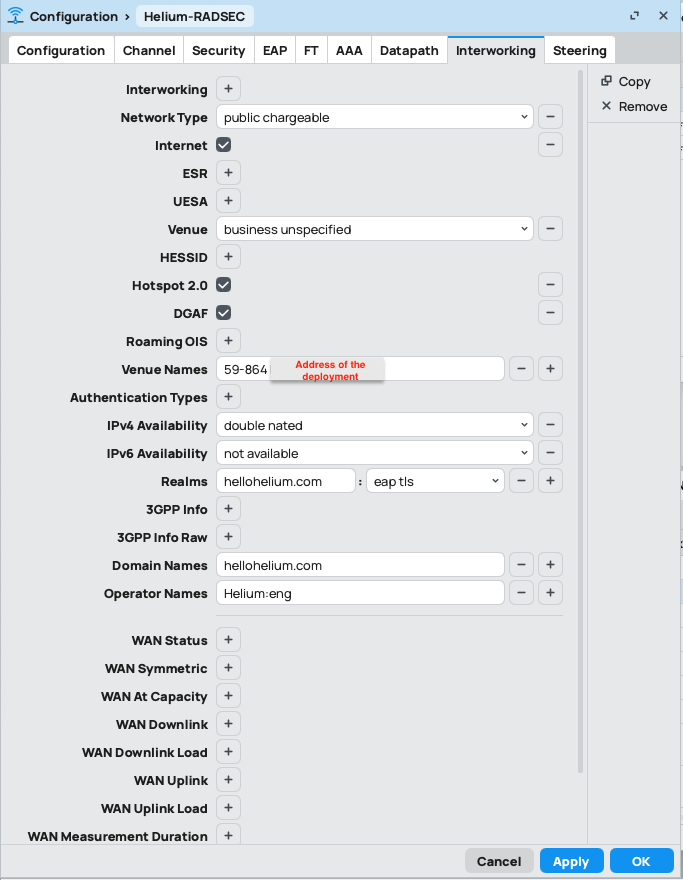 Configuration › Helium-RADSEC
Configuration Channel Security EAP FT AAA Datapath Interworking Steering
Copy
Remove
Interworking
Network Type public chargeable
Internet
ESR
UESA
Venue business unspecified
HESSID
Hotspot 2.0
DGAF
Roaming OIS
Venue Names 59-864 Address of the
deployment
Authentication Types
IPv4 Availability double nated
IPv6 Availability not available
Realms hellohelium.com : eap tls
3GPP Info
3GPP Info Raw
Domain Names hellohelium.com
Operator Names Helium:eng
WAN Status
WAN Symmetric
WAN At Capacity
WAN Downlink
WAN Downlink Load
WAN Uplink
WAN Uplink Load
WAN Measurement Duration
Cancel Apply OK